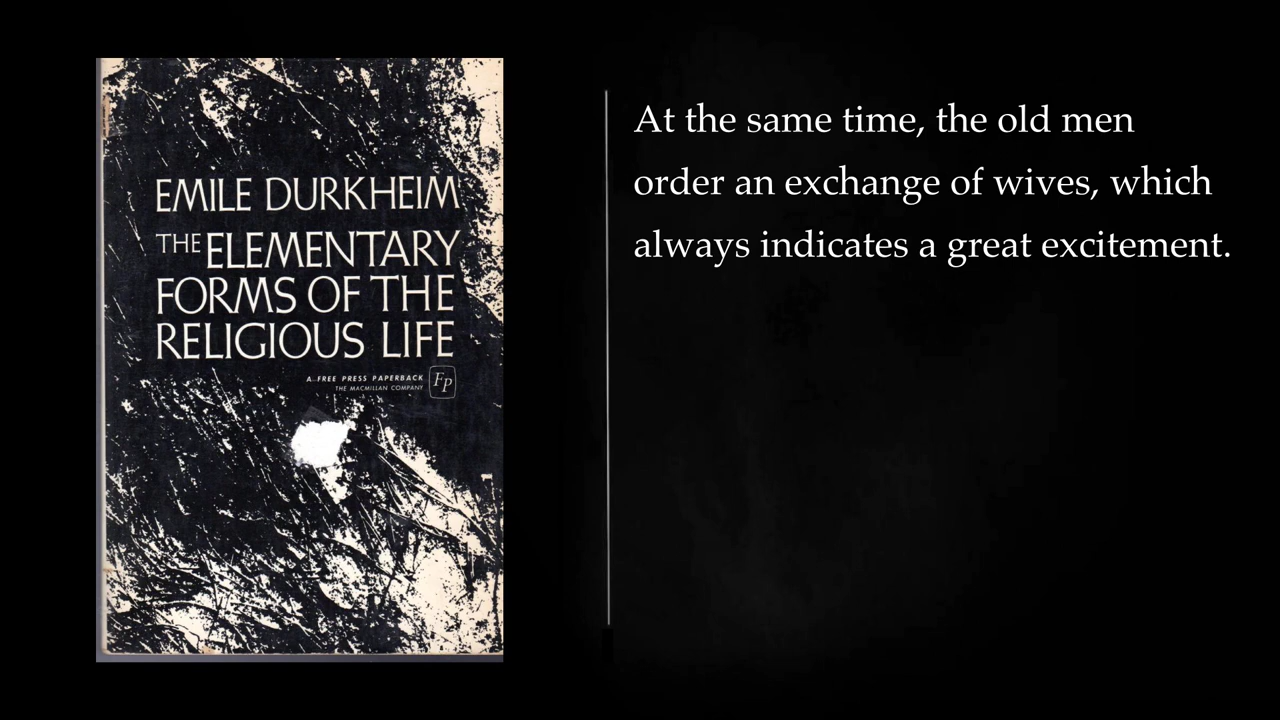 EMILE DURKHEIM
THE ELEMENTARY
FORMS OF THE
RELIGIOUS LIFE
A FREE PRESS PAPERBACK
THE MACMILLAN COMPANY
FP
At the same time, the old men
order an exchange of wives, which
always indicates a great excitement.